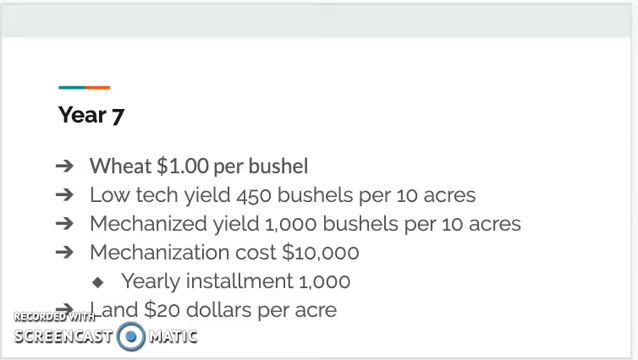 Year 7
➔ Wheat $1.00 per bushel
➔ Low tech yield 450 bushels per 10 acres
➔ Mechanized yield 1,000 bushels per 10 acres
➔ Mechanization cost $10,000
◆ Yearly installment 1,000
➔ Land $20 dollars per acre
RECORDED WITH
SCREENCAST MATIC